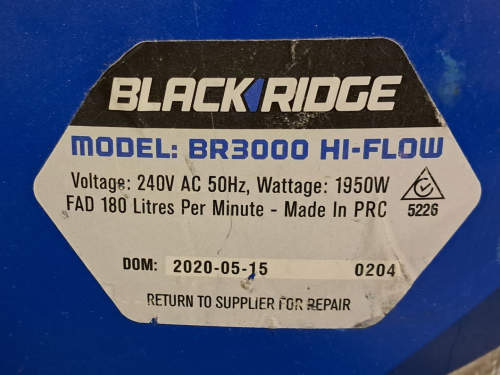 BLACK RIDGE
MODEL: BR3000 HI-FLOW
Voltage: 240V AC 50Hz, Wattage: 1950W
FAD 180 Litres Per Minute - Made In PRC
5226
DOM: 2020-05-15 0204
RETURN TO SUPPLIER FOR REPAIR